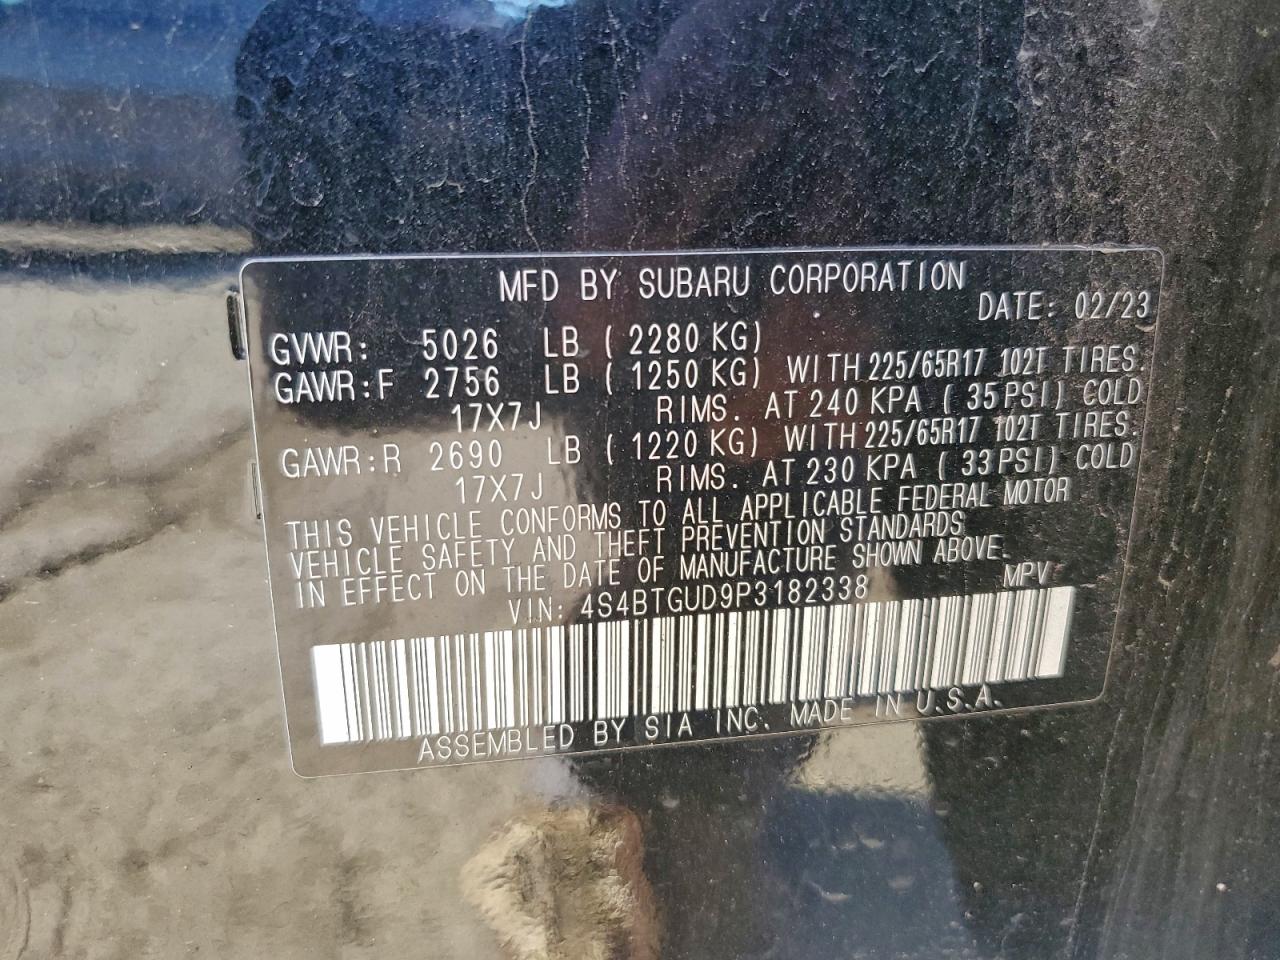 MFD BY SUBARU CORPORATION
DATE: 02/23
GVWR: 5026 LB ( 2280 KG)
GAWR:F 2756 LB ( 1250 KG) WITH 225/65R17 102T TIRES.
17X7J RIMS. AT 240 KPA ( 35 PSI) COLD
GAWR:R 2690 LB ( 1220 KG) WITH 225/65R17 102T TIRES.
17X7J RIMS. AT 230 KPA ( 33 PSI) COLD
THIS VEHICLE CONFORMS TO ALL APPLICABLE FEDERAL MOTOR
VEHICLE SAFETY AND THEFT PREVENTION STANDARDS
IN EFFECT ON THE DATE OF MANUFACTURE SHOWN ABOVE.
VIN: 4S4BTGUD9P3182338 MPV
ASSEMBLED BY SIA INC. MADE IN U.S.A.